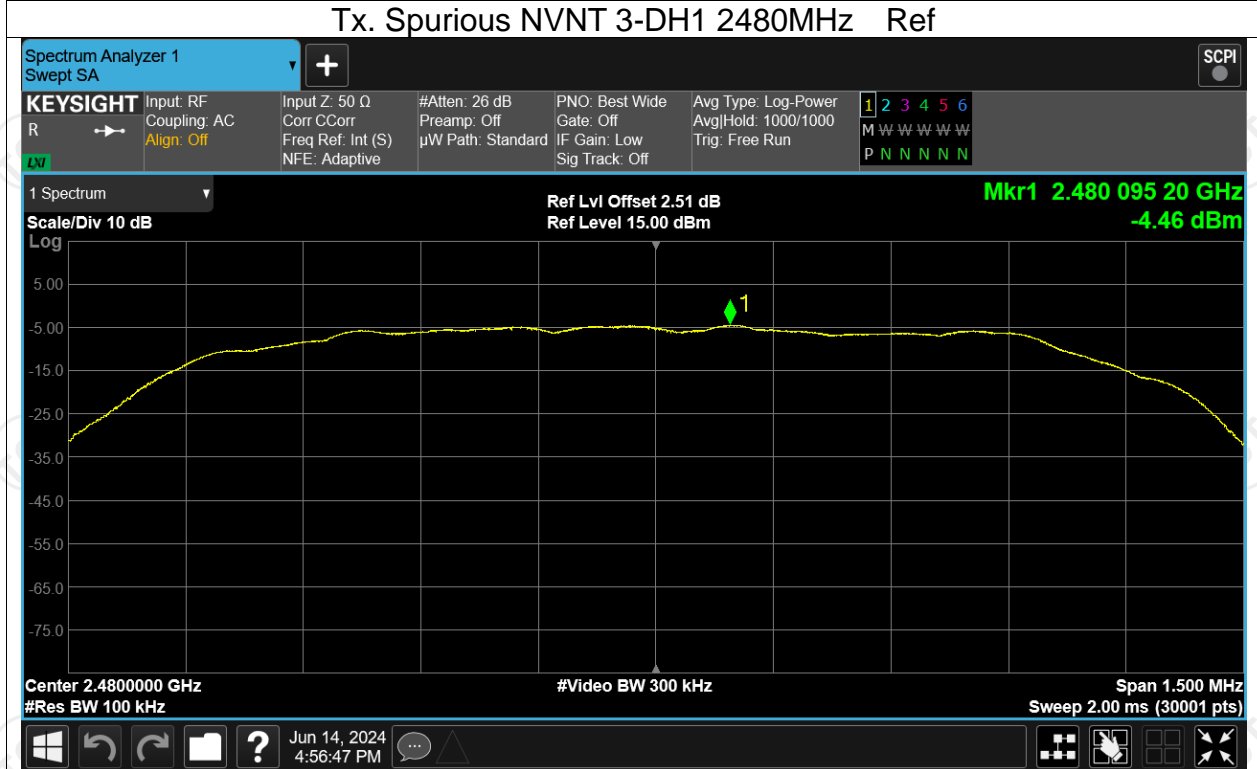 Tx. Spurious NVNT 3-DH1 2480MHz Ref
Spectrum Analyzer 1
Swept SA
SCPI
KEYSIGHT
R
LXI
Input: RF
Coupling: AC
Align: Off
Input Z: 50 Ω
Corr CCorr
Freq Ref: Int (S)
NFE: Adaptive
#Atten: 26 dB
Preamp: Off
µW Path: Standard
PNO: Best Wide
Gate: Off
IF Gain: Low
Sig Track: Off
Avg Type: Log-Power
Avg|Hold: 1000/1000
Trig: Free Run
1 2 3 4 5 6
M W W W W W
P N N N N N
1 Spectrum
Scale/Div 10 dB
Log
Ref Lvl Offset 2.51 dB
Ref Level 15.00 dBm
Mkr1 2.480 095 20 GHz
-4.46 dBm
1
5.00
-5.00
-15.0
-25.0
-35.0
-45.0
-55.0
-65.0
-75.0
Center 2.4800000 GHz
#Res BW 100 kHz
#Video BW 300 kHz
Span 1.500 MHz
Sweep 2.00 ms (30001 pts)
Jun 14, 2024
4:56:47 PM